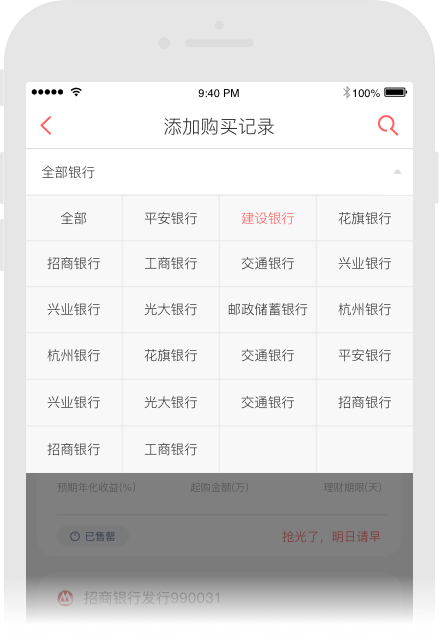 9:40 PM 100%
添加购买记录
全部银行
全部 平安银行 建设银行 花旗银行
招商银行 工商银行 交通银行 兴业银行
兴业银行 光大银行 邮政储蓄银行 杭州银行
杭州银行 花旗银行 交通银行 平安银行
兴业银行 光大银行 交通银行 招商银行
招商银行 工商银行
预期年化收益(%) 起购金额(万) 理财期限(天)
已售罄 抢光了，明日请早
招商银行发行990031